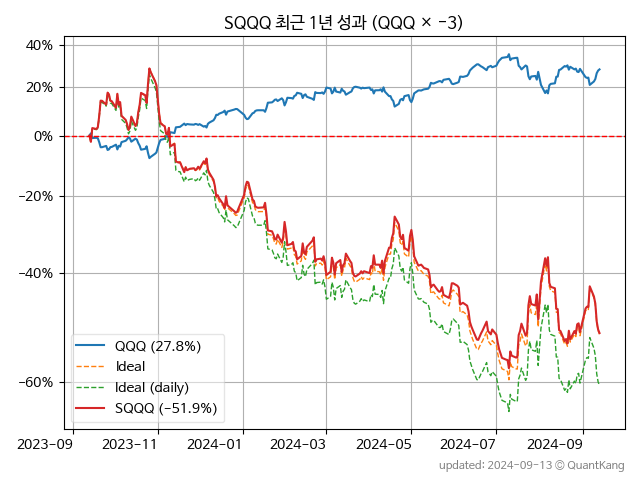 SQQQ 최근 1년 성과 (QQQ × −3)
40%
20%
0%
−20%
−40%
−60%
QQQ (27.8%)
Ideal
Ideal (daily)
SQQQ (−51.9%)
2023-09
2023-11
2024-01
2024-03
2024-05
2024-07
2024-09
updated: 2024-09-13 © QuantKang